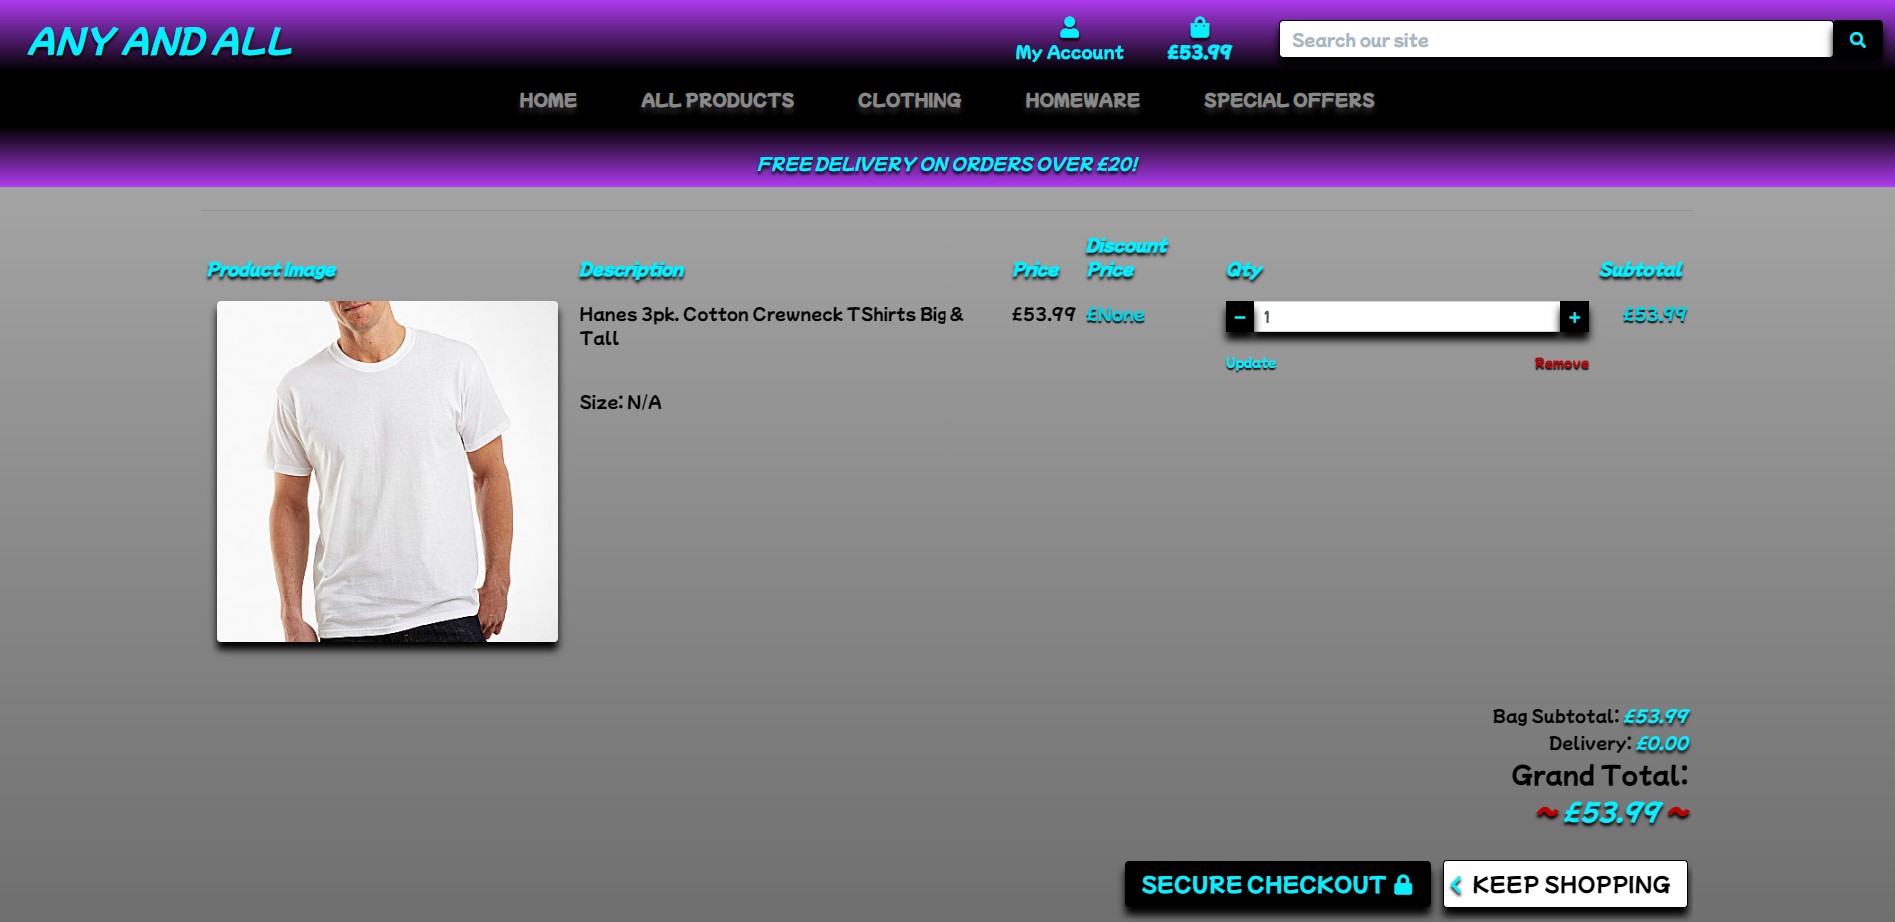 ANY AND ALL
My Account
£53.99
Search our site
HOME
ALL PRODUCTS
CLOTHING
HOMEWARE
SPECIAL OFFERS
FREE DELIVERY ON ORDERS OVER £20!
Product Image
Description
Price
Discount
Price
Qty
Subtotal
Hanes 3pk. Cotton Crewneck TShirts Big &
Tall
Size: N/A
£53.99
£None
− 1 +
Update
Remove
£53.99
Bag Subtotal: £53.99
Delivery: £0.00
Grand Total:
~ £53.99 ~
SECURE CHECKOUT
KEEP SHOPPING